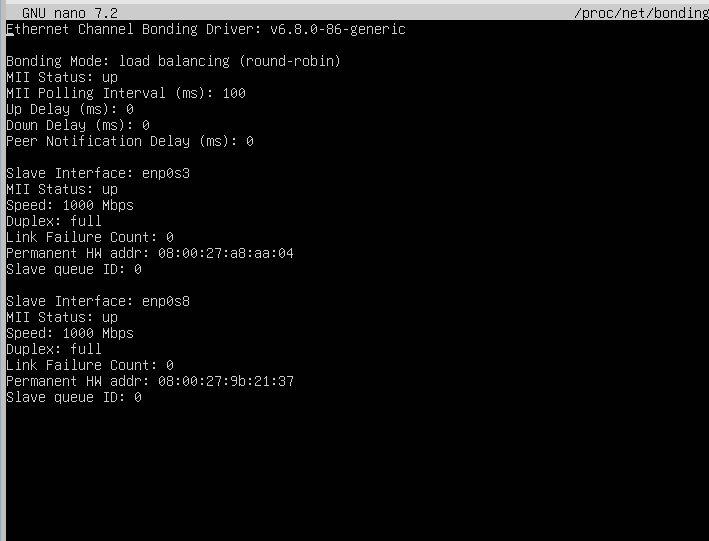 GNU nano 7.2 /proc/net/bonding
Ethernet Channel Bonding Driver: v6.8.0-86-generic
Bonding Mode: load balancing (round-robin)
MII Status: up
MII Polling Interval (ms): 100
Up Delay (ms): 0
Down Delay (ms): 0
Peer Notification Delay (ms): 0
Slave Interface: enp0s3
MII Status: up
Speed: 1000 Mbps
Duplex: full
Link Failure Count: 0
Permanent HW addr: 08:00:27:a8:aa:04
Slave queue ID: 0
Slave Interface: enp0s8
MII Status: up
Speed: 1000 Mbps
Duplex: full
Link Failure Count: 0
Permanent HW addr: 08:00:27:9b:21:37
Slave queue ID: 0